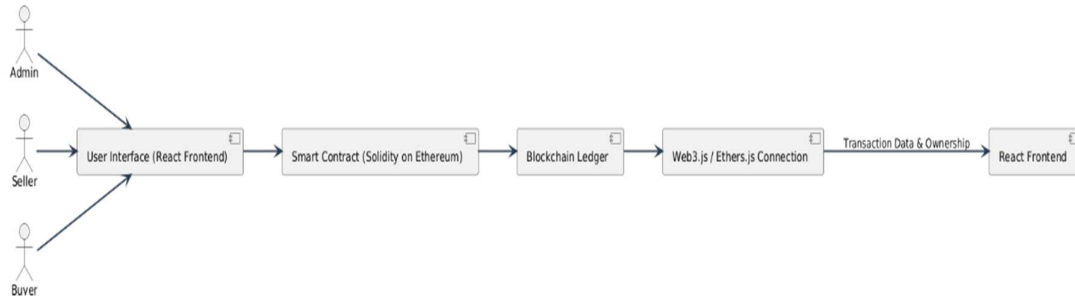 Admin
Seller
Buver
User Interface (React Frontend)
Smart Contract (Solidity on Ethereum)
Blockchain Ledger
Web3.js / Ethers.js Connection
Transaction Data & Ownership
React Frontend